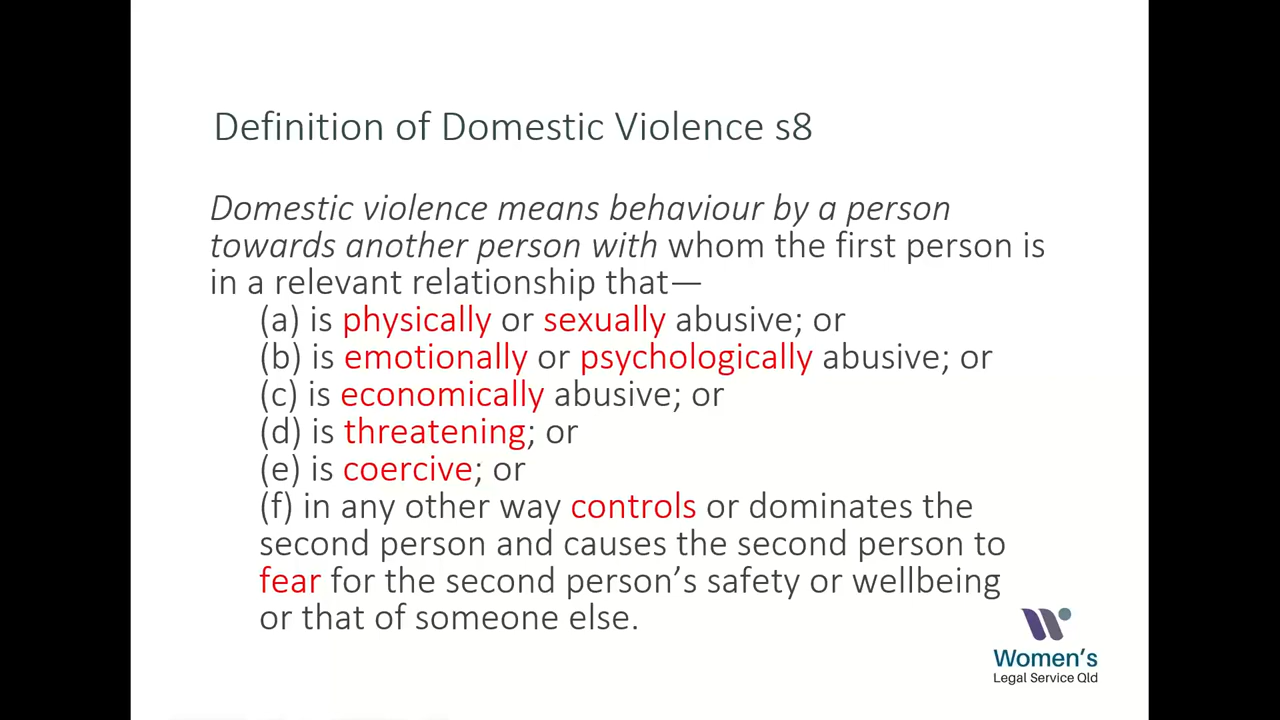 Definition of Domestic Violence s8
Domestic violence means behaviour by a person
towards another person with whom the first person is
in a relevant relationship that—
(a) is physically or sexually abusive; or
(b) is emotionally or psychologically abusive; or
(c) is economically abusive; or
(d) is threatening; or
(e) is coercive; or
(f) in any other way controls or dominates the
second person and causes the second person to
fear for the second person’s safety or wellbeing
or that of someone else.
Women’s
Legal Service Qld